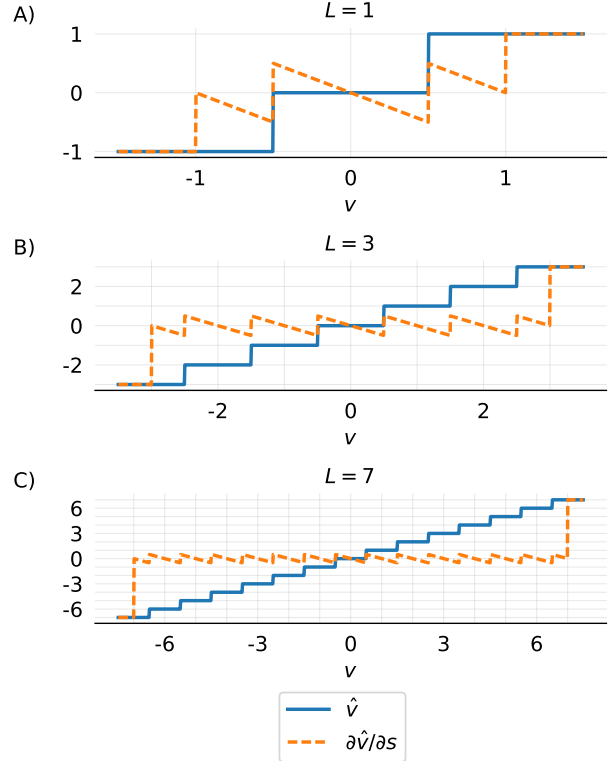 A)
L = 1
1
0
-1
-1 0 1
v
B)
L = 3
2
0
-2
-2 0 2
v
C)
L = 7
6
3
0
-3
-6
-6 -3 0 3 6
v
v̂
∂v̂/∂s